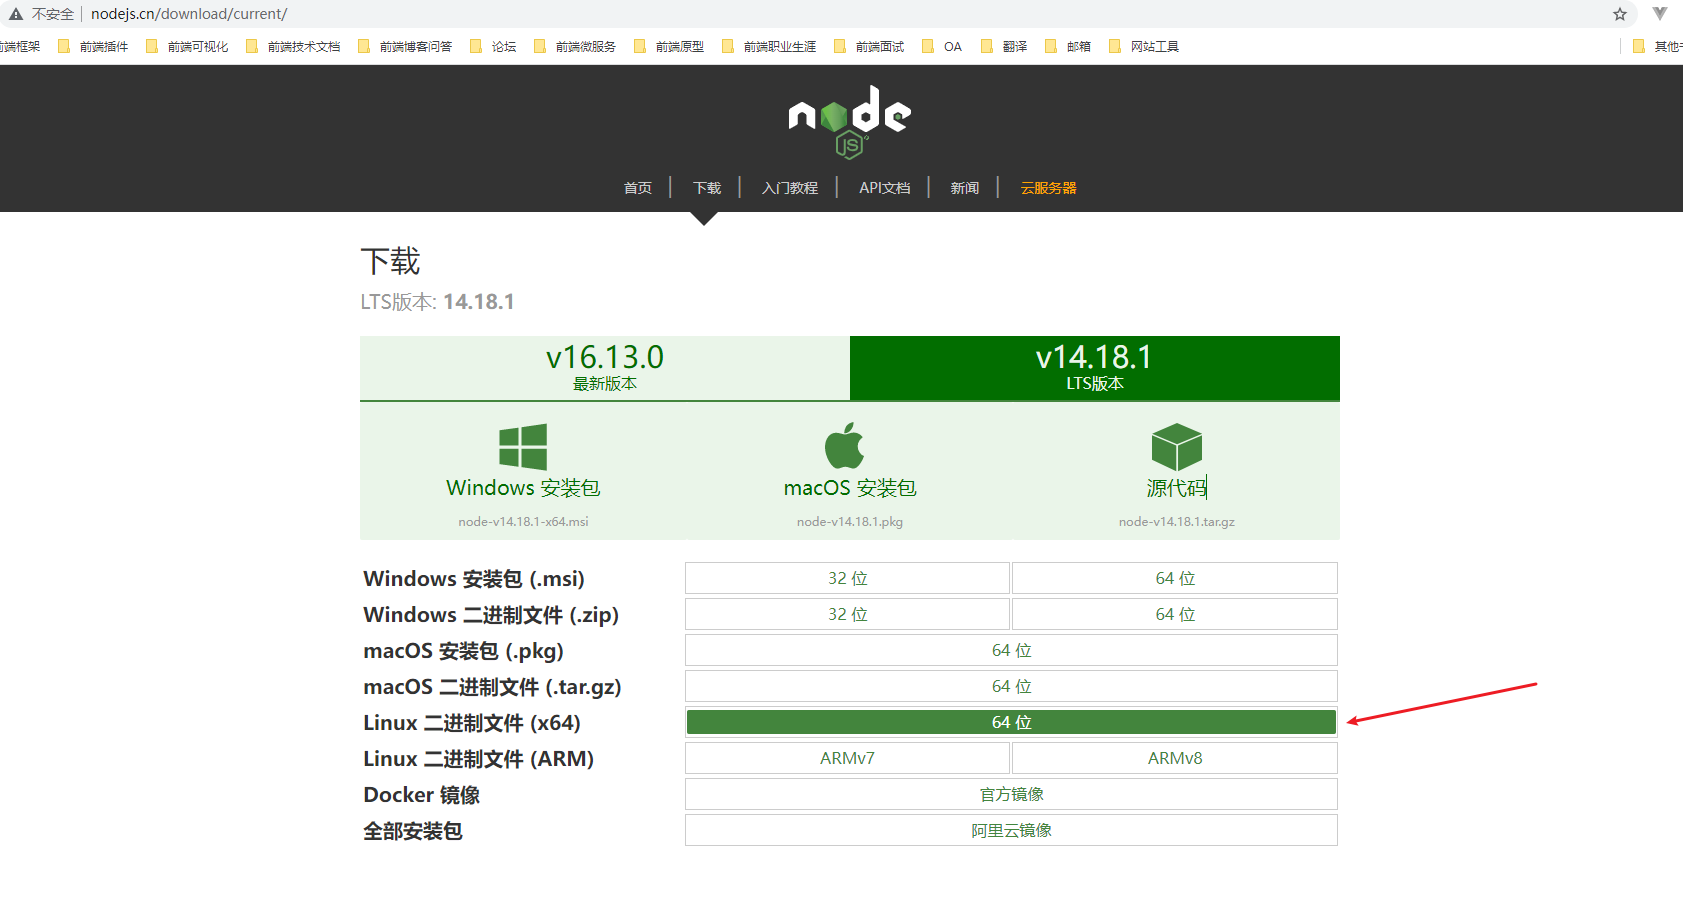 不安全 nodejs.cn/download/current/
前端框架 前端插件 前端可视化 前端技术文档 前端博客问答 论坛 前端微服务 前端原型 前端职业生涯 前端面试 OA 翻译 邮箱 网站工具 其他
node
JS
首页 下载 入门教程 API文档 新闻 云服务器
下载
LTS版本: 14.18.1
v16.13.0 v14.18.1
最新版本 LTS版本
Windows 安装包 macOS 安装包 源代码
node-v14.18.1-x64.msi node-v14.18.1.pkg node-v14.18.1.tar.gz
Windows 安装包 (.msi) 32 位 64 位
Windows 二进制文件 (.zip) 32 位 64 位
macOS 安装包 (.pkg) 64 位
macOS 二进制文件 (.tar.gz) 64 位
Linux 二进制文件 (x64) 64 位
Linux 二进制文件 (ARM) ARMv7 ARMv8
Docker 镜像 官方镜像
全部安装包 阿里云镜像